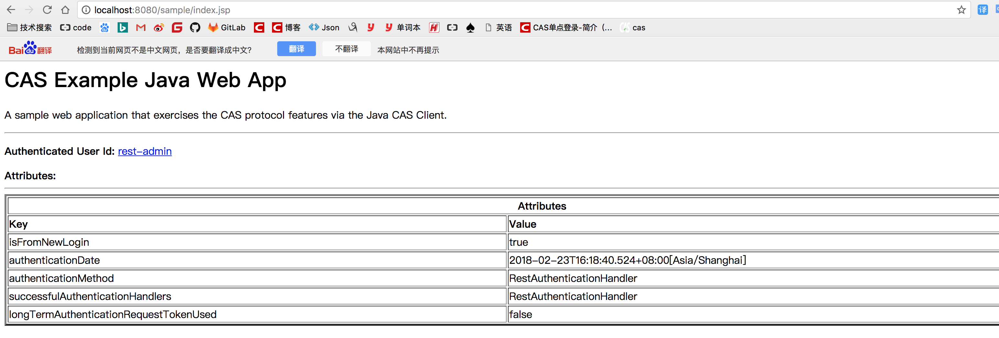 localhost:8080/sample/index.jsp 译
技术搜索 code GitLab 博客 Json 单词本 英语 CAS单点登录-简介（... cas
Bai du 翻译 检测到当前网页不是中文网页，是否要翻译成中文? 翻译 不翻译 本网站中不再提示
CAS Example Java Web App
A sample web application that exercises the CAS protocol features via the Java CAS Client.
Authenticated User Id: rest-admin
Attributes:
Attributes
Key Value
isFromNewLogin true
authenticationDate 2018-02-23T16:18:40.524+08:00[Asia/Shanghai]
authenticationMethod RestAuthenticationHandler
successfulAuthenticationHandlers RestAuthenticationHandler
longTermAuthenticationRequestTokenUsed false